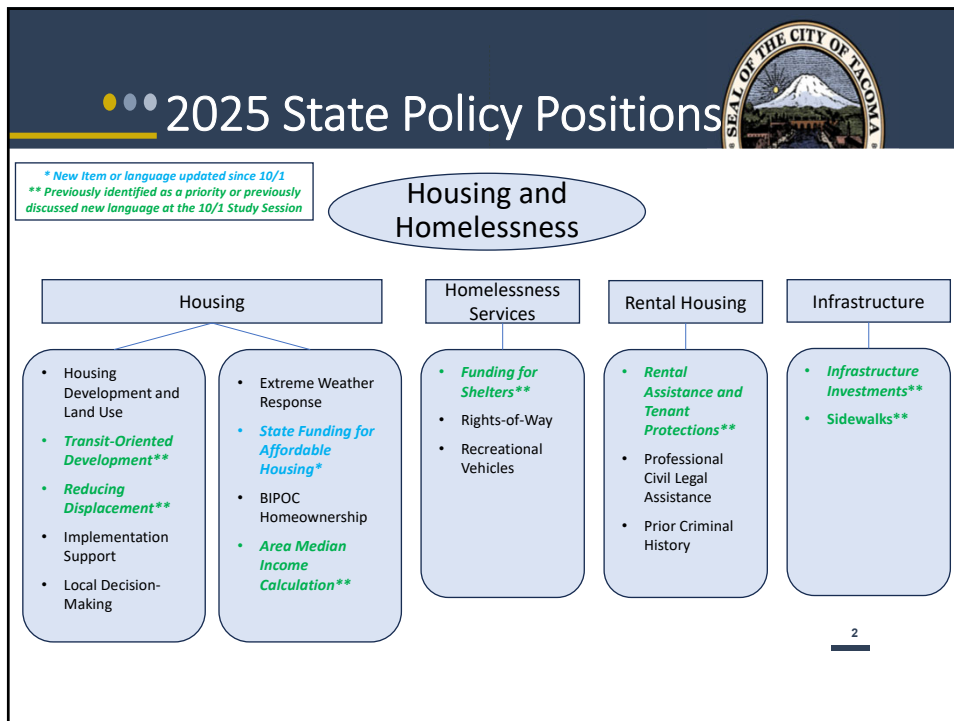 2025 State Policy Positions
SEAL OF THE CITY OF TACOMA
* New Item or language updated since 10/1
** Previously identified as a priority or previously
discussed new language at the 10/1 Study Session
Housing and
Homelessness
Housing
• Housing
Development and
Land Use
• Transit-Oriented
Development**
• Reducing
Displacement**
• Implementation
Support
• Local Decision-
Making
• Extreme Weather
Response
• State Funding for
Affordable
Housing*
• BIPOC
Homeownership
• Area Median
Income
Calculation**
Homelessness
Services
• Funding for
Shelters**
• Rights-of-Way
• Recreational
Vehicles
Rental Housing
• Rental
Assistance and
Tenant
Protections**
• Professional
Civil Legal
Assistance
• Prior Criminal
History
Infrastructure
• Infrastructure
Investments**
• Sidewalks**
2